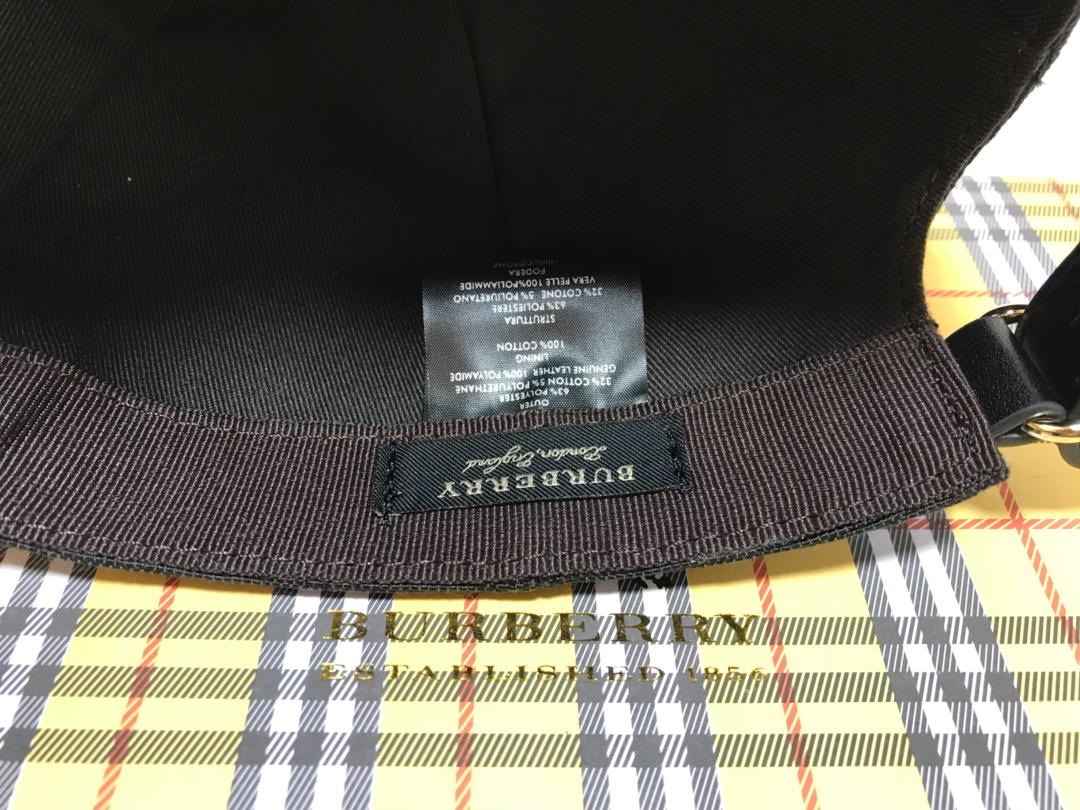 OUTER
63% POLYESTER
32% COTTON 5% POLYURETHANE
GENUINE LEATHER 100% POLYAMIDE
LINING
100% COTTON
STRUTTURA
63% POLIESTERE
32% COTONE 5% POLIURETANO
VERA PELLE 100%POLIAMMIDE
FODERA
100% COTONE
BURBERRY
London, England
BURBERRY
ESTABLISHED 1856